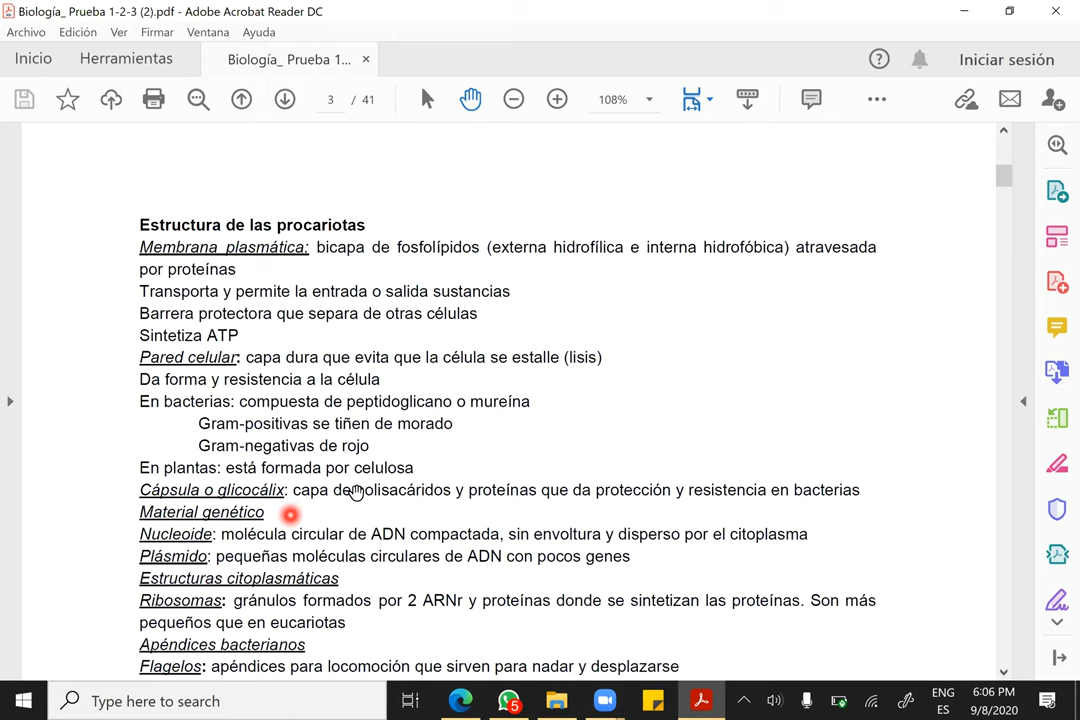 Biología_ Prueba 1-2-3 (2).pdf - Adobe Acrobat Reader DC
Archivo Edición Ver Firmar Ventana Ayuda
Inicio Herramientas Biología_ Prueba 1... × Iniciar sesión
3 / 41 108%
Estructura de las procariotas
Membrana plasmática: bicapa de fosfolípidos (externa hidrofílica e interna hidrofóbica) atravesada
por proteínas
Transporta y permite la entrada o salida sustancias
Barrera protectora que separa de otras células
Sintetiza ATP
Pared celular: capa dura que evita que la célula se estalle (lisis)
Da forma y resistencia a la célula
En bacterias: compuesta de peptidoglicano o mureína
Gram-positivas se tiñen de morado
Gram-negativas de rojo
En plantas: está formada por celulosa
Cápsula o glicocálix: capa de polisacáridos y proteínas que da protección y resistencia en bacterias
Material genético
Nucleoide: molécula circular de ADN compactada, sin envoltura y disperso por el citoplasma
Plásmido: pequeñas moléculas circulares de ADN con pocos genes
Estructuras citoplasmáticas
Ribosomas: gránulos formados por 2 ARNr y proteínas donde se sintetizan las proteínas. Son más
pequeños que en eucariotas
Apéndices bacterianos
Flagelos: apéndices para locomoción que sirven para nadar y desplazarse
Type here to search 5 ENG 6:06 PM
ES 9/8/2020